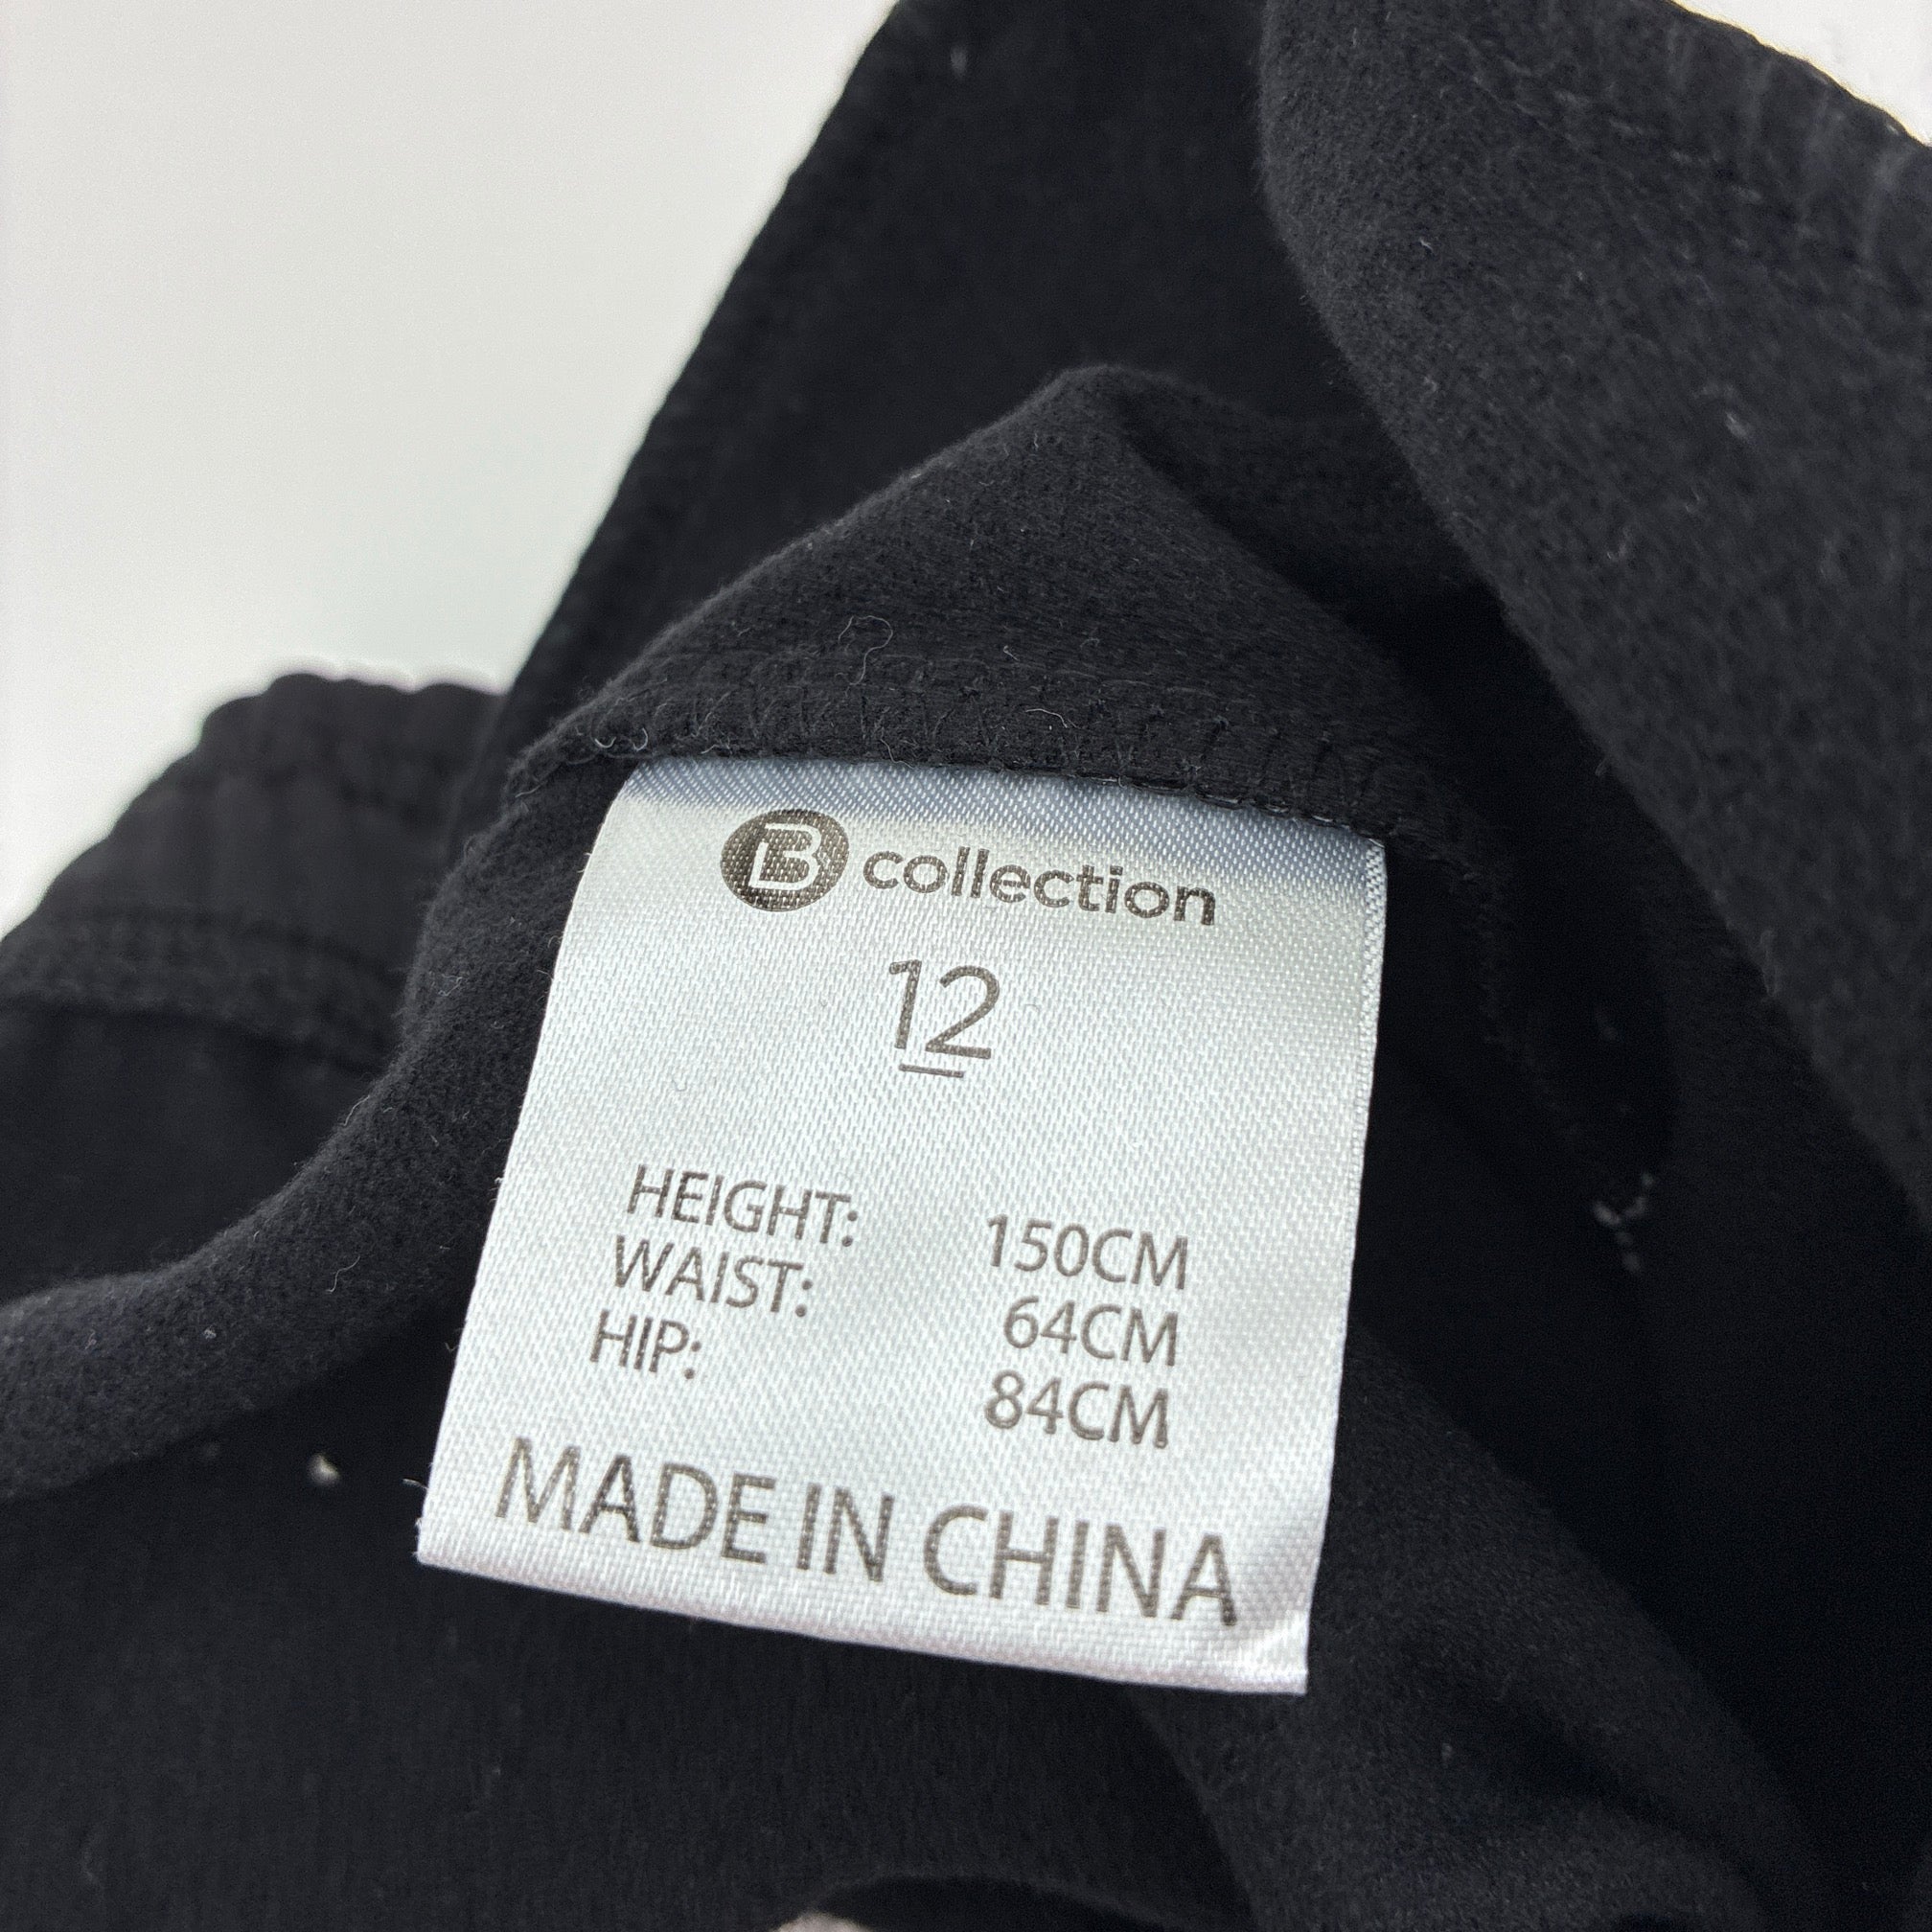 B collection
12
HEIGHT: 150CM
WAIST: 64CM
HIP: 84CM
MADE IN CHINA